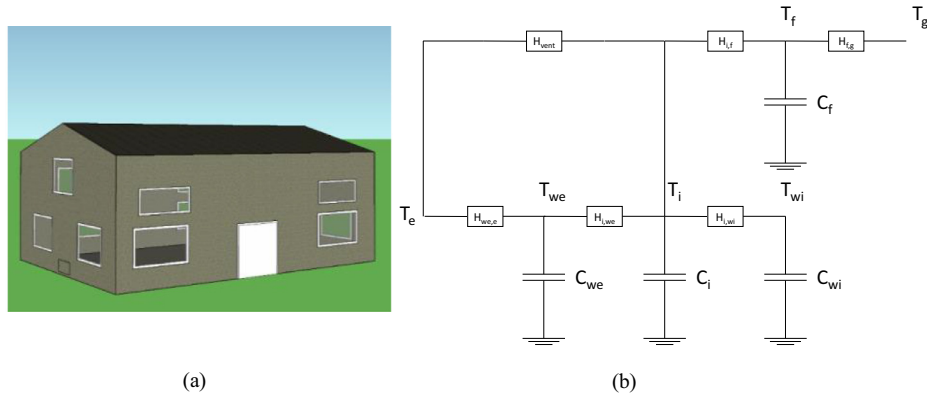 T_f
T_g
H_vent
H_i,f
H_f,g
C_f
T_e
T_we
T_i
T_wi
H_we,e
H_i,we
H_i,wi
C_we
C_i
C_wi
(a)
(b)